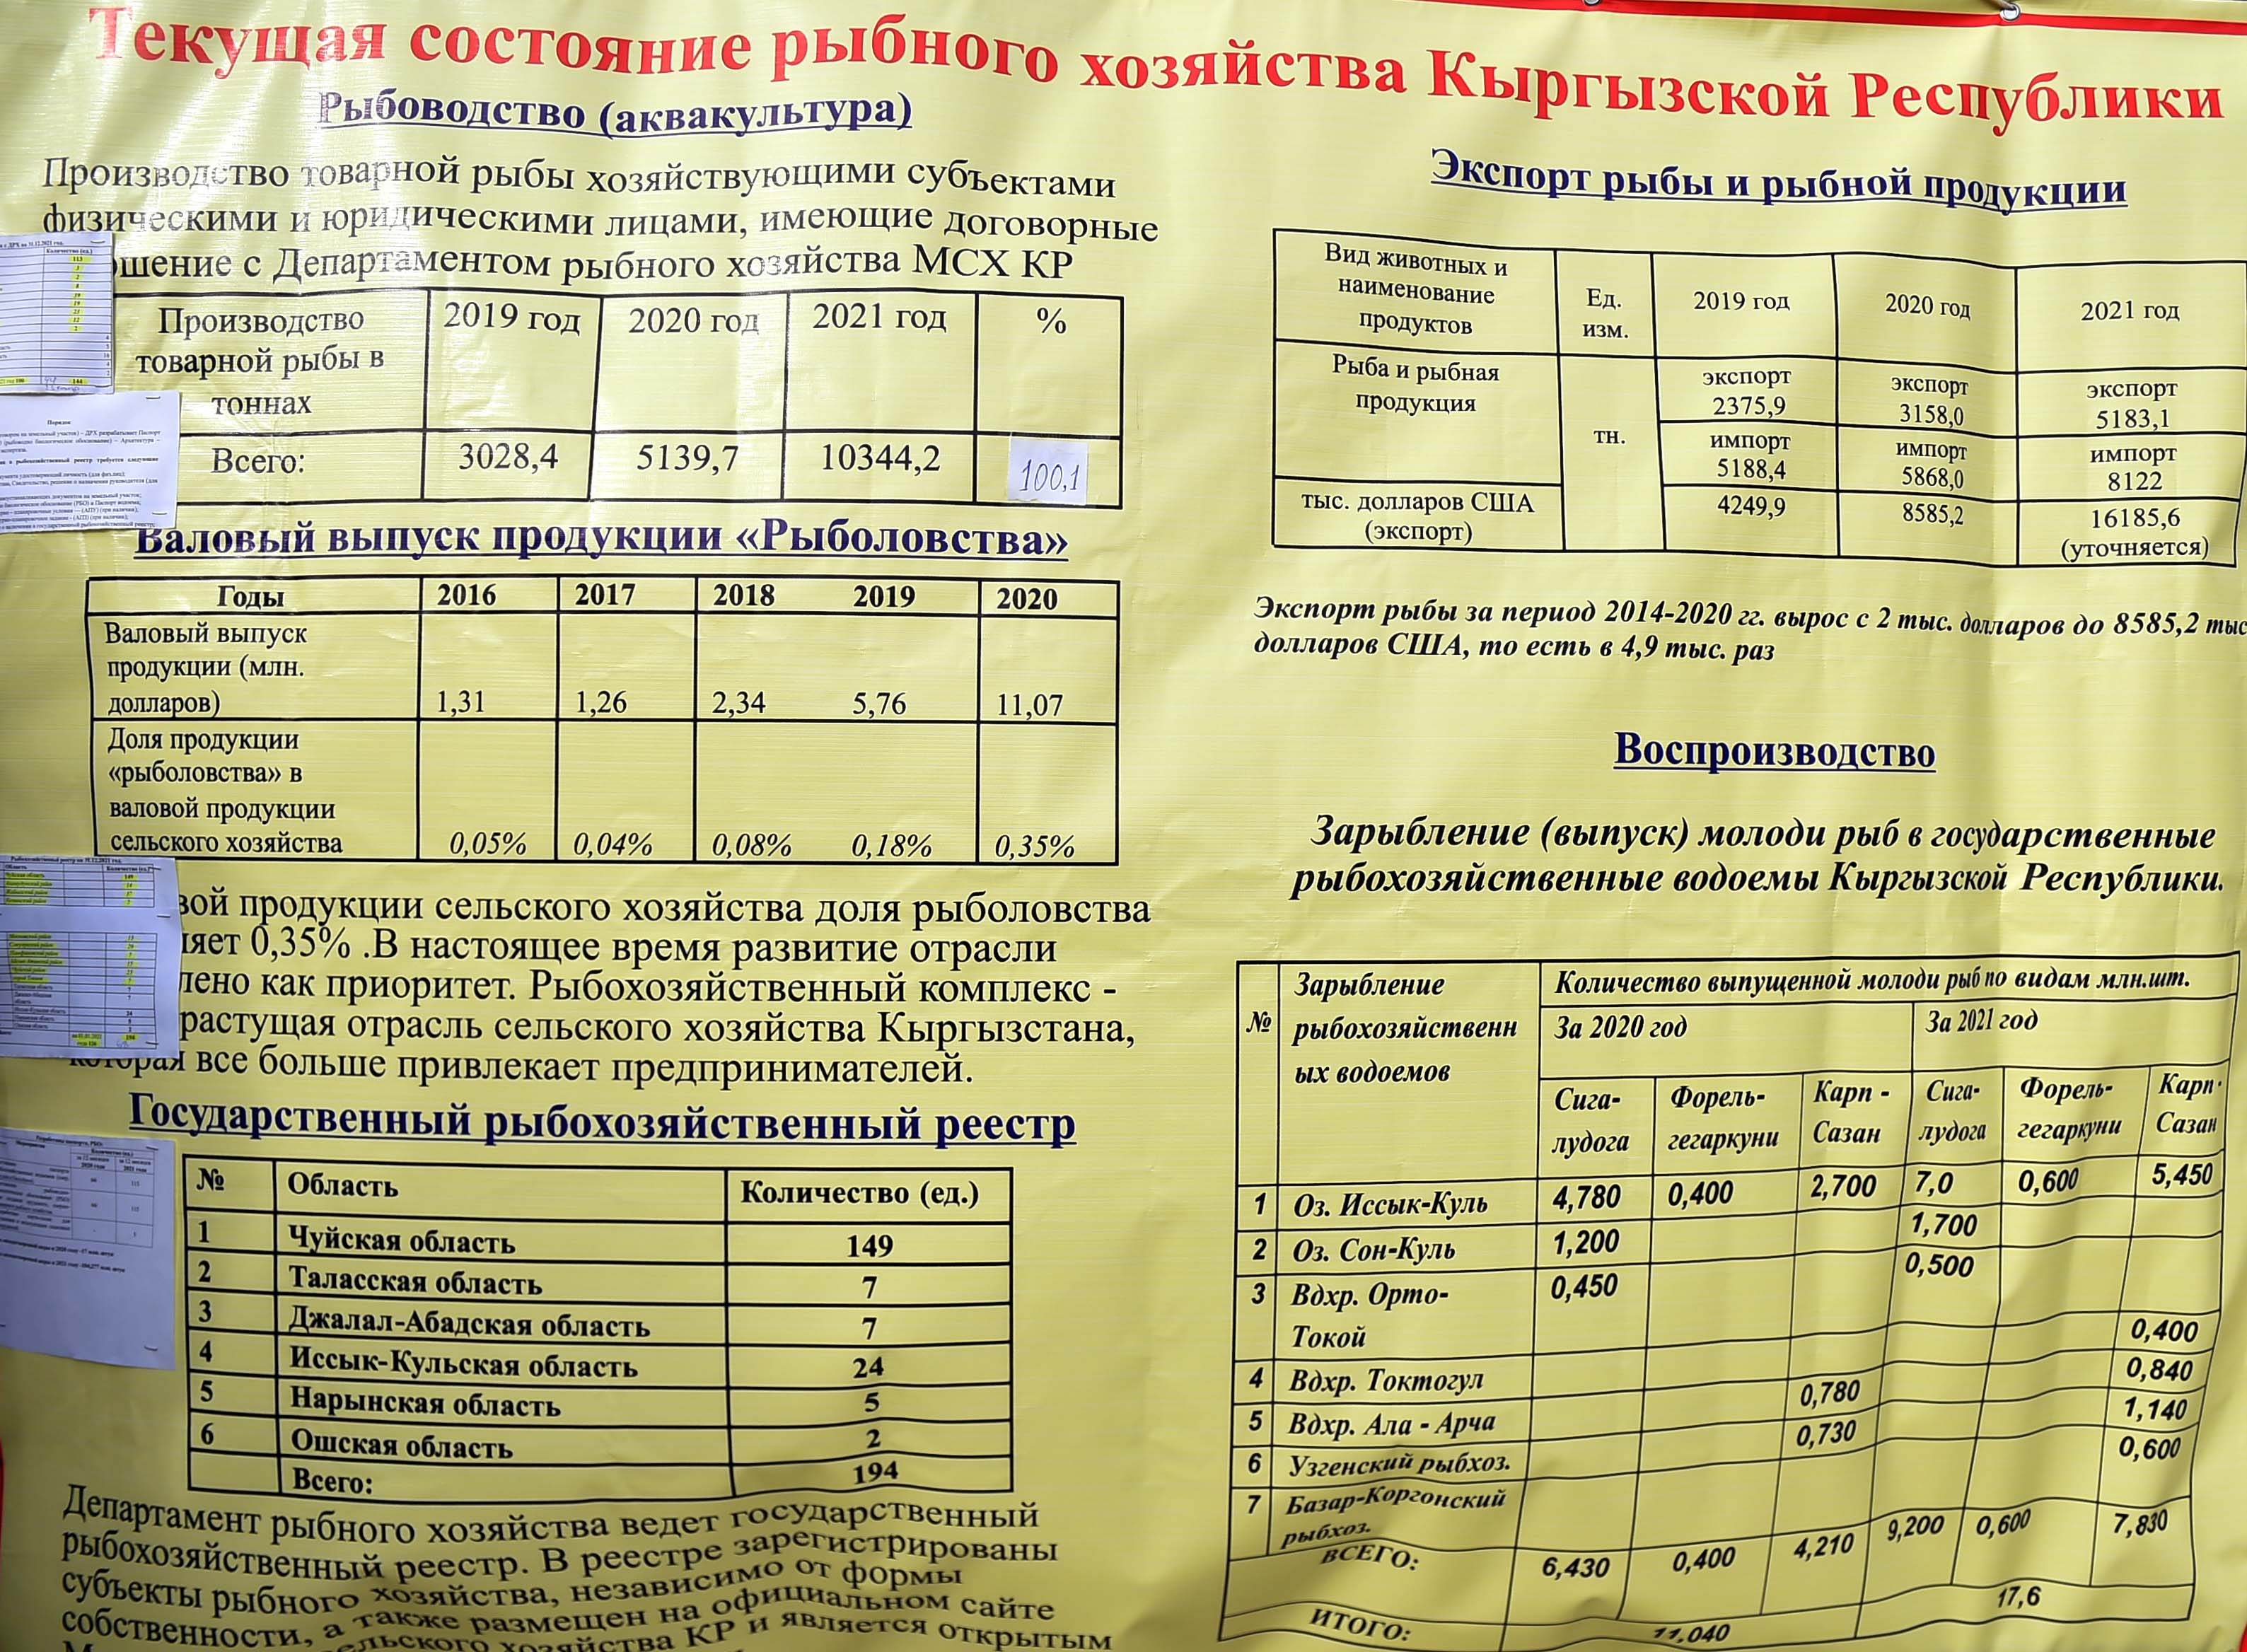 Текущая состояние рыбного хозяйства Кыргызской Республики
Рыбоводство (аквакультура)
Производство товарной рыбы хозяйствующими субъектами
физическими и юридическими лицами, имеющие договорные
шение с Департаментом рыбного хозяйства МСХ КР
Производство товарной рыбы в тоннах 2019 год 2020 год 2021 год %
Всего: 3028,4 5139,7 10344,2 100,1
Валовый выпуск продукции «Рыболовства»
Годы 2016 2017 2018 2019 2020
Валовый выпуск
продукции (млн.
долларов) 1,31 1,26 2,34 5,76 11,07
Доля продукции
«рыболовства» в
валовой продукции
сельского хозяйства 0,05% 0,04% 0,08% 0,18% 0,35%
вой продукции сельского хозяйства доля рыболовства
ляет 0,35% .В настоящее время развитие отрасли
лено как приоритет. Рыбохозяйственный комплекс -
растущая отрасль сельского хозяйства Кыргызстана,
которая все больше привлекает предпринимателей.
Государственный рыбохозяйственный реестр
№ Область Количество (ед.)
1 Чуйская область 149
2 Таласская область 7
3 Джалал-Абадская область 7
4 Иссык-Кульская область 24
5 Нарынская область 5
6 Ошская область 2
Всего: 194
Департамент рыбного хозяйства ведет государственный
рыбохозяйственный реестр. В реестре зарегистрированы
субъекты рыбного хозяйства, независимо от формы
собственности, а также размещен на официальном сайте
ельского хозяйства КР и является открытым
Экспорт рыбы и рыбной продукции
Вид животных и
наименование
продуктов Ед.
изм. 2019 год 2020 год 2021 год
Рыба и рыбная
продукция тн. экспорт
2375,9 экспорт
3158,0 экспорт
5183,1
импорт
5188,4 импорт
5868,0 импорт
8122
тыс. долларов США
(экспорт) 4249,9 8585,2 16185,6
(уточняется)
Экспорт рыбы за период 2014-2020 гг. вырос с 2 тыс. долларов до 8585,2 тыс
долларов США, то есть в 4,9 тыс. раз
Воспроизводство
Зарыбление (выпуск) молоди рыб в государственные
рыбохозяйственные водоемы Кыргызской Республики.
№ Зарыбление
рыбохозяйственн
ых водоемов Количество выпущенной молоди рыб по видам млн.шт.
За 2020 год За 2021 год
Сига-
лудога Форель-
гегаркуни Карп -
Сазан Сига-
лудога Форель-
гегаркуни Карп-
Сазан
1 Оз. Иссык-Куль 4,780 0,400 2,700 7,0 0,600 5,450
2 Оз. Сон-Куль 1,200 1,700
3 Вдхр. Орто-
Токой 0,450 0,500
4 Вдхр. Токтогул 0,400
5 Вдхр. Ала - Арча 0,780 0,840
6 Узгенский рыбхоз. 0,730 1,140
7 Базар-Коргонский
рыбхоз. 0,600
ВСЕГО: 6,430 0,400 4,210 9,200 0,600 7,830
ИТОГО: 11,040 17,6